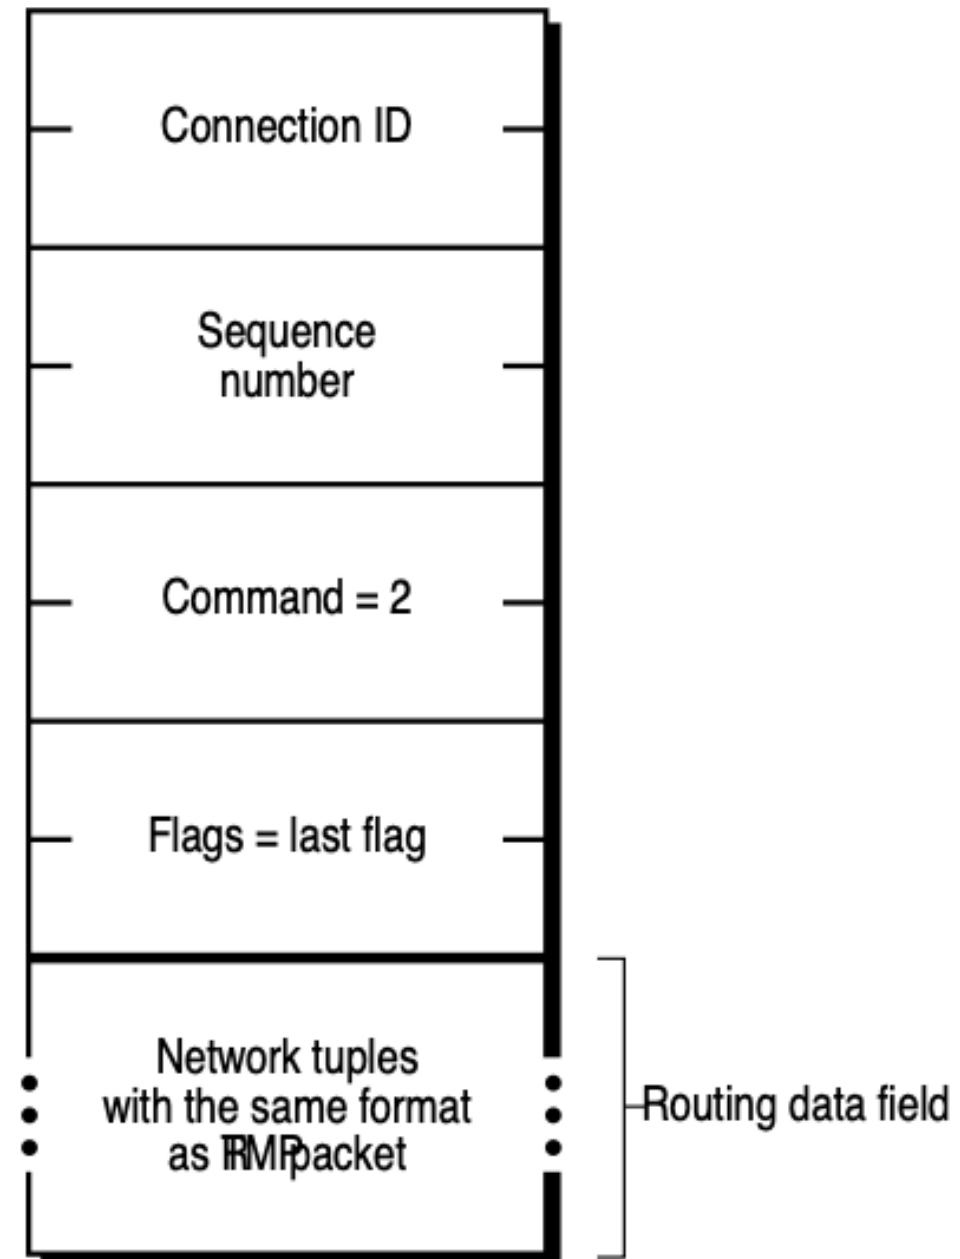 Connection ID
Sequence
number
Command = 2
Flags = last flag
Network tuples
with the same format
as RTMP packet
Routing data field